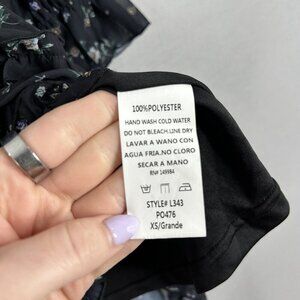 100%POLYESTER
HAND WASH COLD WATER
DO NOT BLEACH.LINE DRY
LAVAR A WANO CON
AGUA FRIA.NO CLORO
SECAR A MANO
RN# 149984
STYLE# L343
PO476
XS/Grande